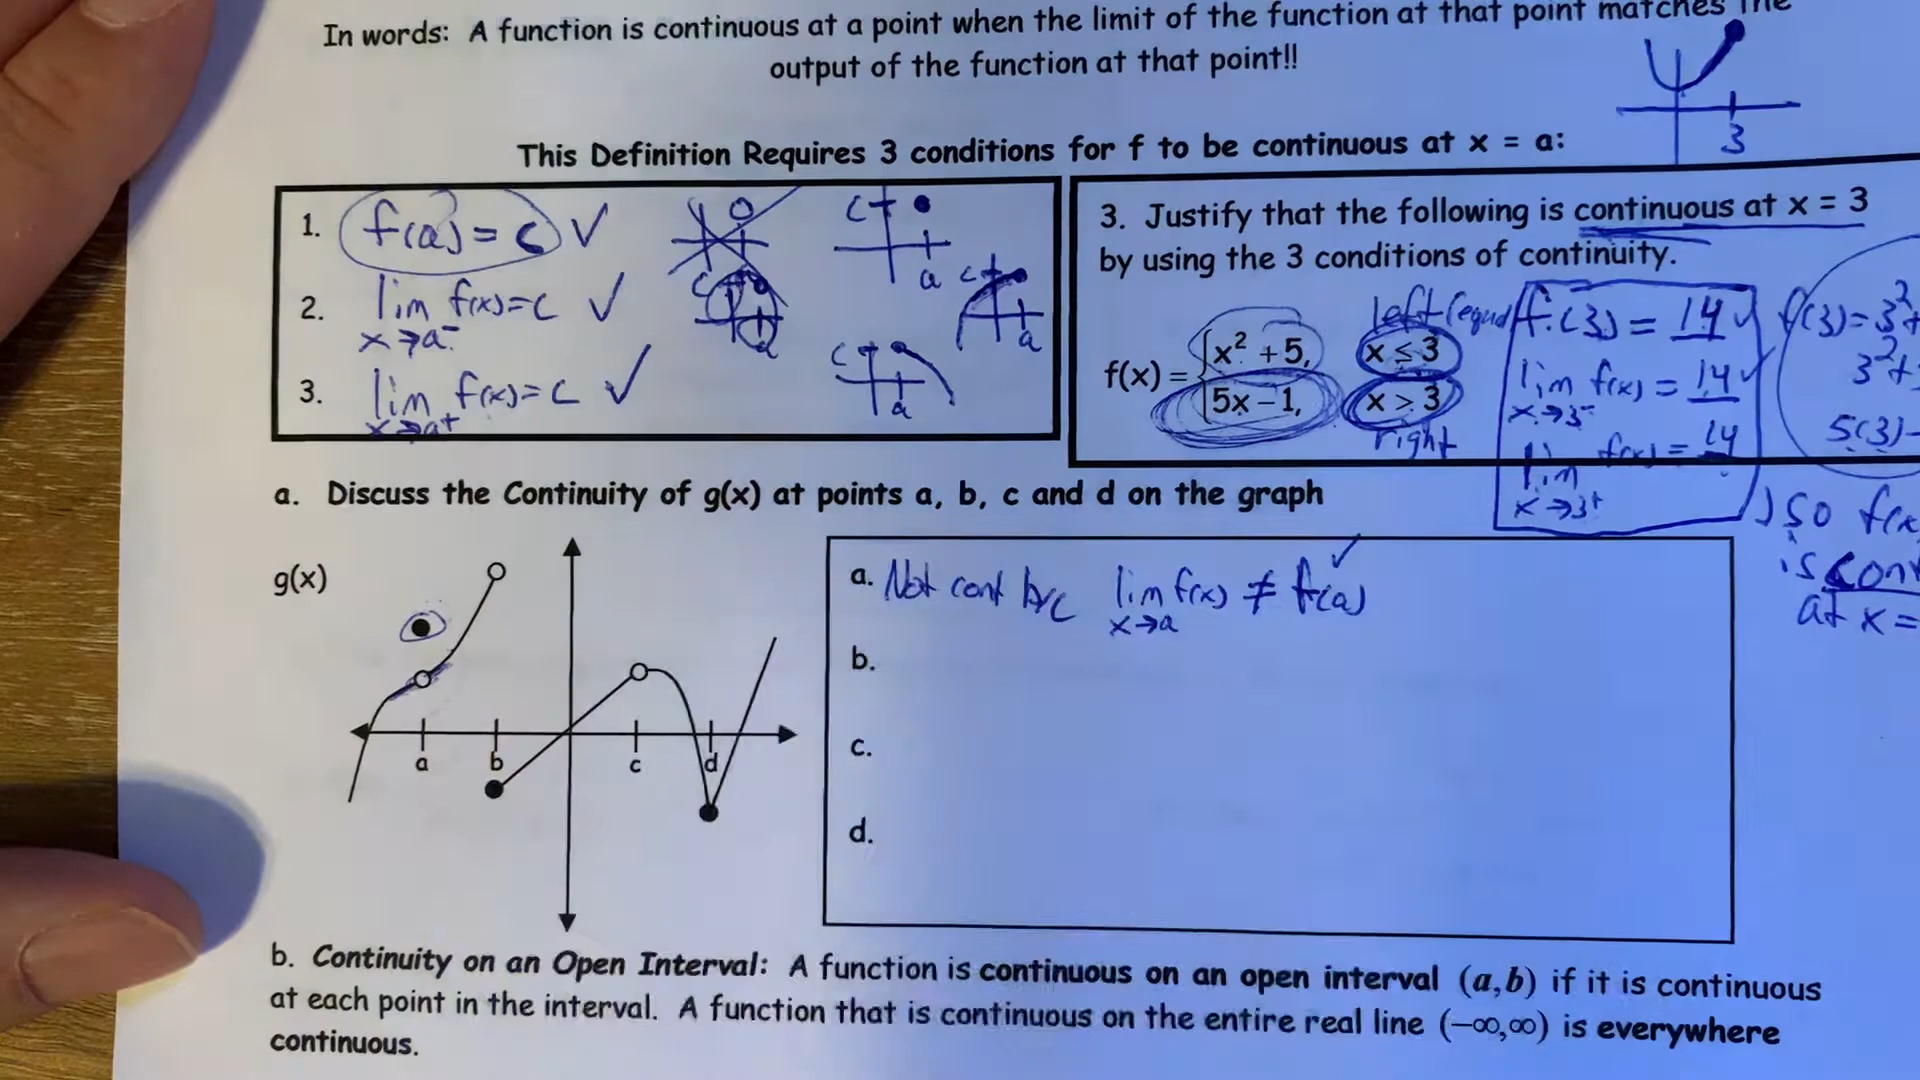 In words: A function is continuous at a point when the limit of the function at that point matches the
output of the function at that point!!
3
This Definition Requires 3 conditions for f to be continuous at x = a:
1. f(a) = c ✓
2. lim f(x)=c ✓
x→a⁻
3. lim f(x)=c ✓
x→a⁺
c
a
c
a
c
a
c
a
3. Justify that the following is continuous at x = 3
by using the 3 conditions of continuity.
left (equal
f(x) = { x² + 5, x ≤ 3
5x − 1, x > 3
right
f(3) = 14 ✓
lim f(x) = 14 ✓
x→3⁻
lim f(x) = 14
x→3⁺
f(3)=3²+
3²+
5(3)-
so
is
at x =
a. Discuss the Continuity of g(x) at points a, b, c and d on the graph
g(x)
a b c d
a. Not cont b/c lim f(x) ≠ f(a) ✓
x→a
b.
c.
d.
b. Continuity on an Open Interval: A function is continuous on an open interval (a,b) if it is continuous
at each point in the interval. A function that is continuous on the entire real line (−∞,∞) is everywhere
continuous.